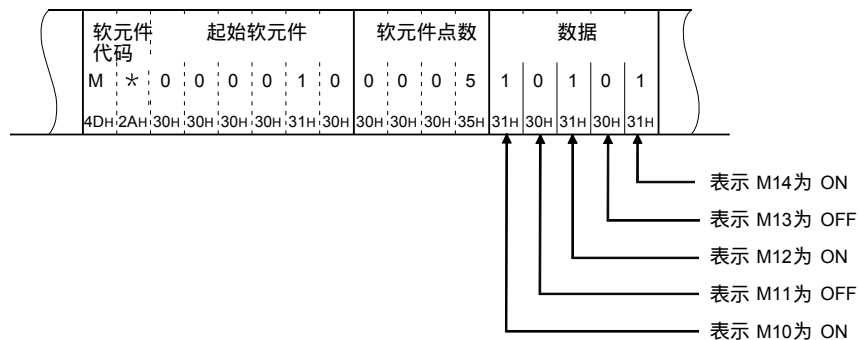 软元件代码 起始软元件 软元件点数 数据
M * 0 0 0 0 1 0 0 0 0 5 1 0 1 0 1
4DH 2AH 30H 30H 30H 30H 31H 30H 30H 30H 30H 35H 31H 30H 31H 30H 31H
表示 M14为 ON
表示 M13为 OFF
表示 M12为 ON
表示 M11为 OFF
表示 M10为 ON